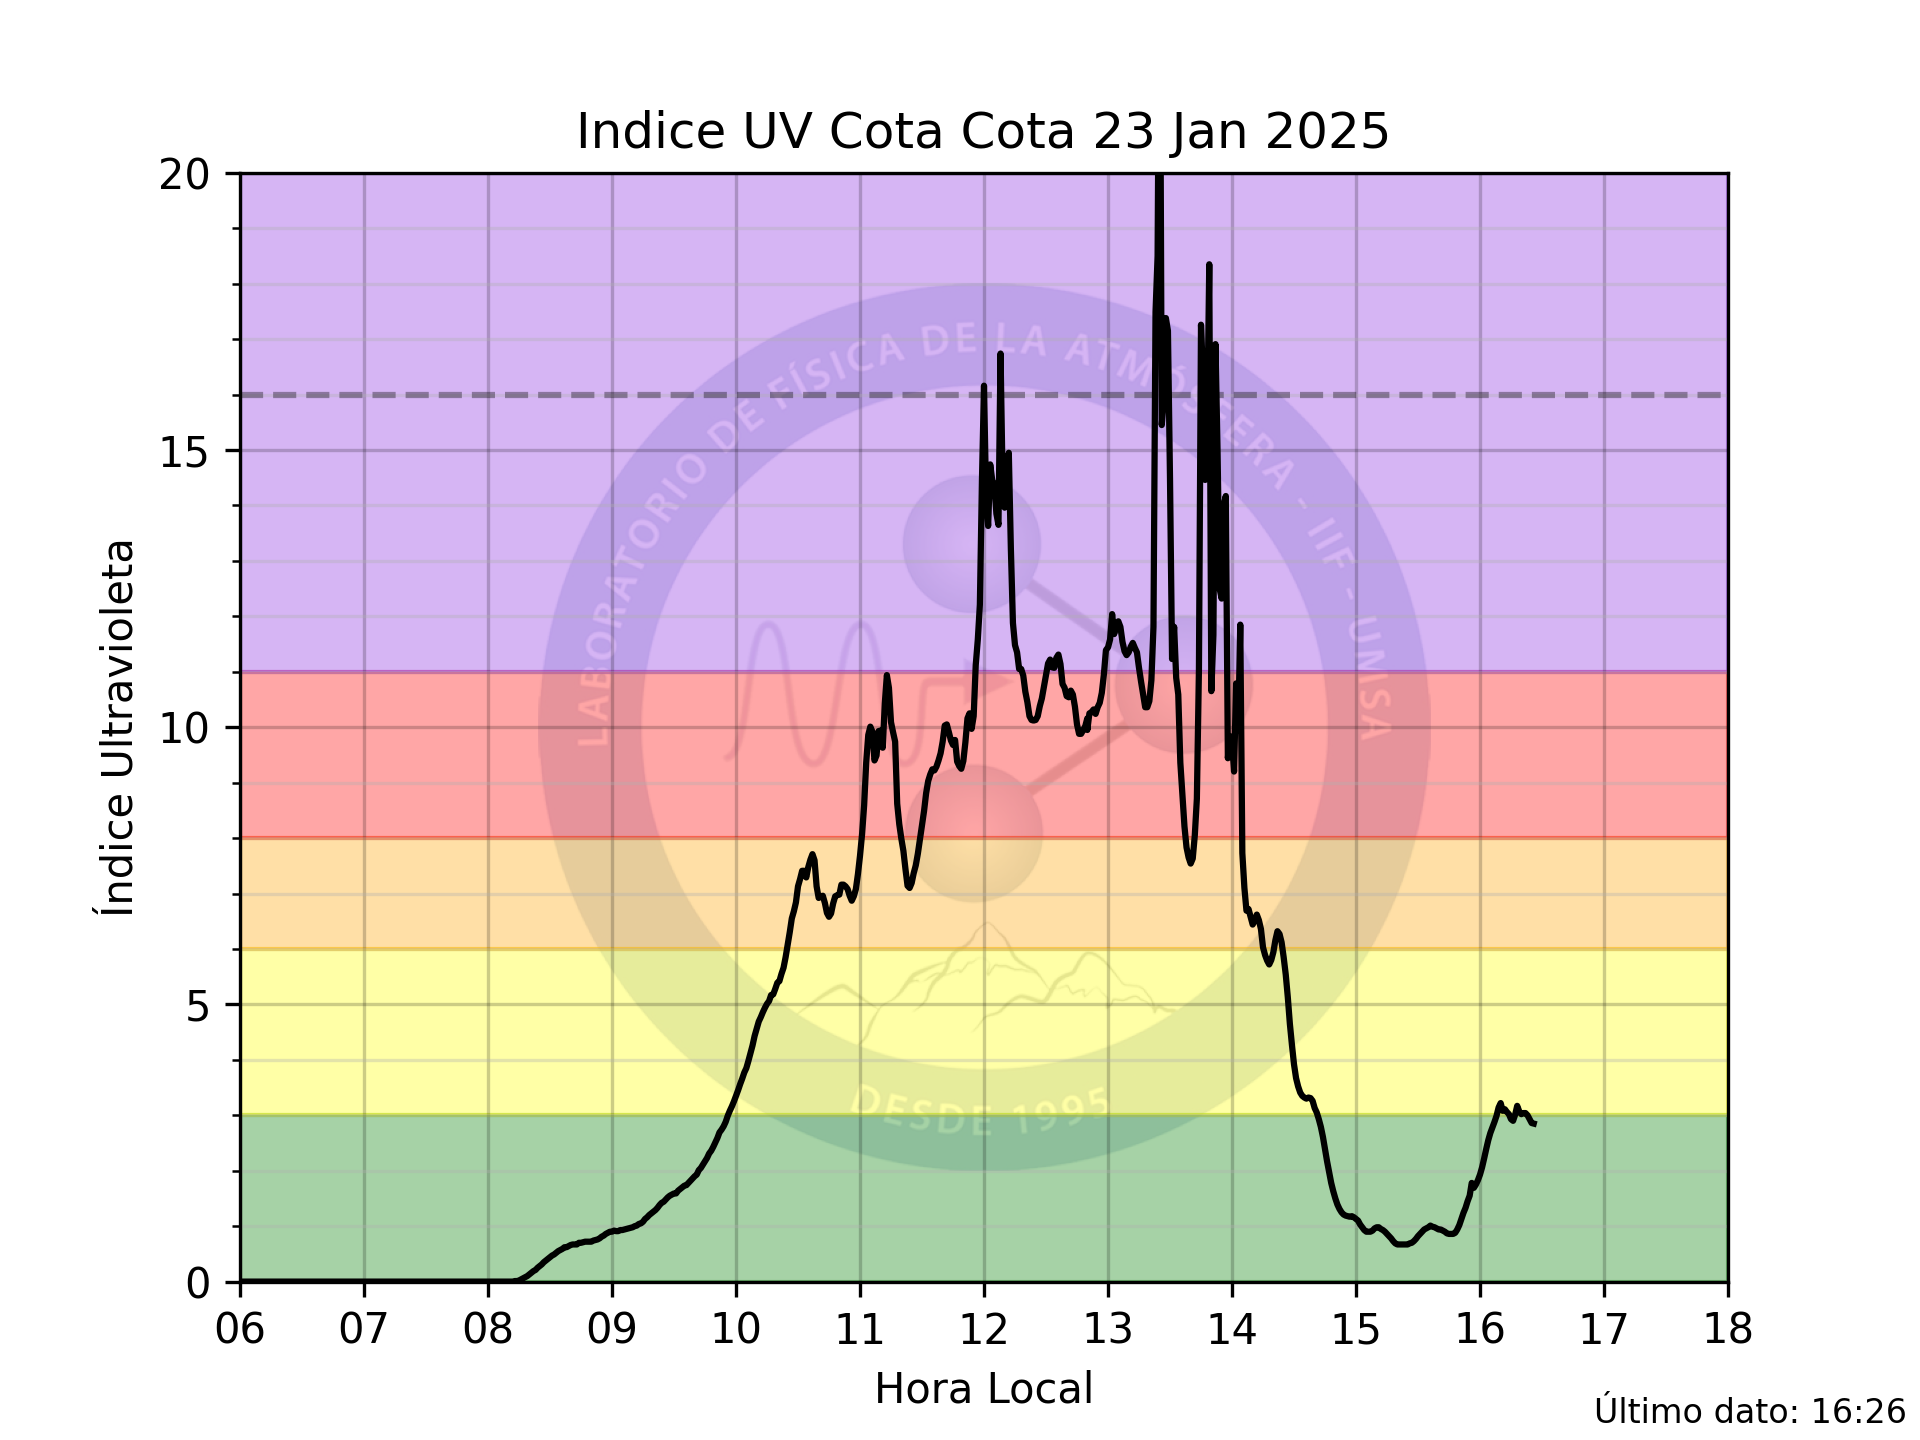 Indice UV Cota Cota 23 Jan 2025
20
15
10
5
0
Índice Ultravioleta
LABORATORIO DE FÍSICA DE LA ATMÓSFERA - IIF - UMSA
DESDE 1995
06 07 08 09 10 11 12 13 14 15 16 17 18
Hora Local
Último dato: 16:26